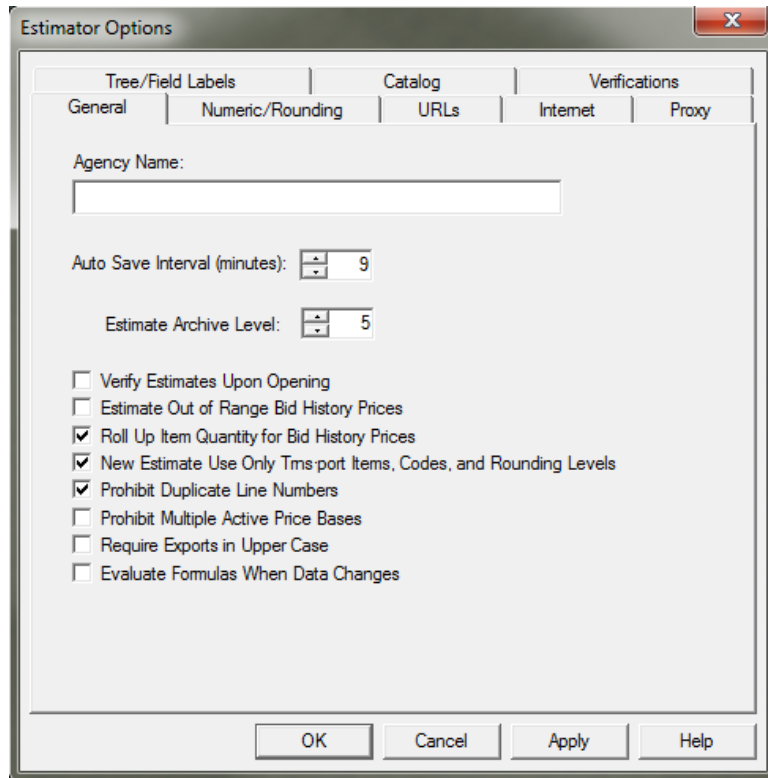 Estimator Options
Tree/Field Labels Catalog Verifications
General Numeric/Rounding URLs Internet Proxy
Agency Name:
Auto Save Interval (minutes): 9
Estimate Archive Level: 5
Verify Estimates Upon Opening
Estimate Out of Range Bid History Prices
Roll Up Item Quantity for Bid History Prices
New Estimate Use Only Trns·port Items, Codes, and Rounding Levels
Prohibit Duplicate Line Numbers
Prohibit Multiple Active Price Bases
Require Exports in Upper Case
Evaluate Formulas When Data Changes
OK Cancel Apply Help